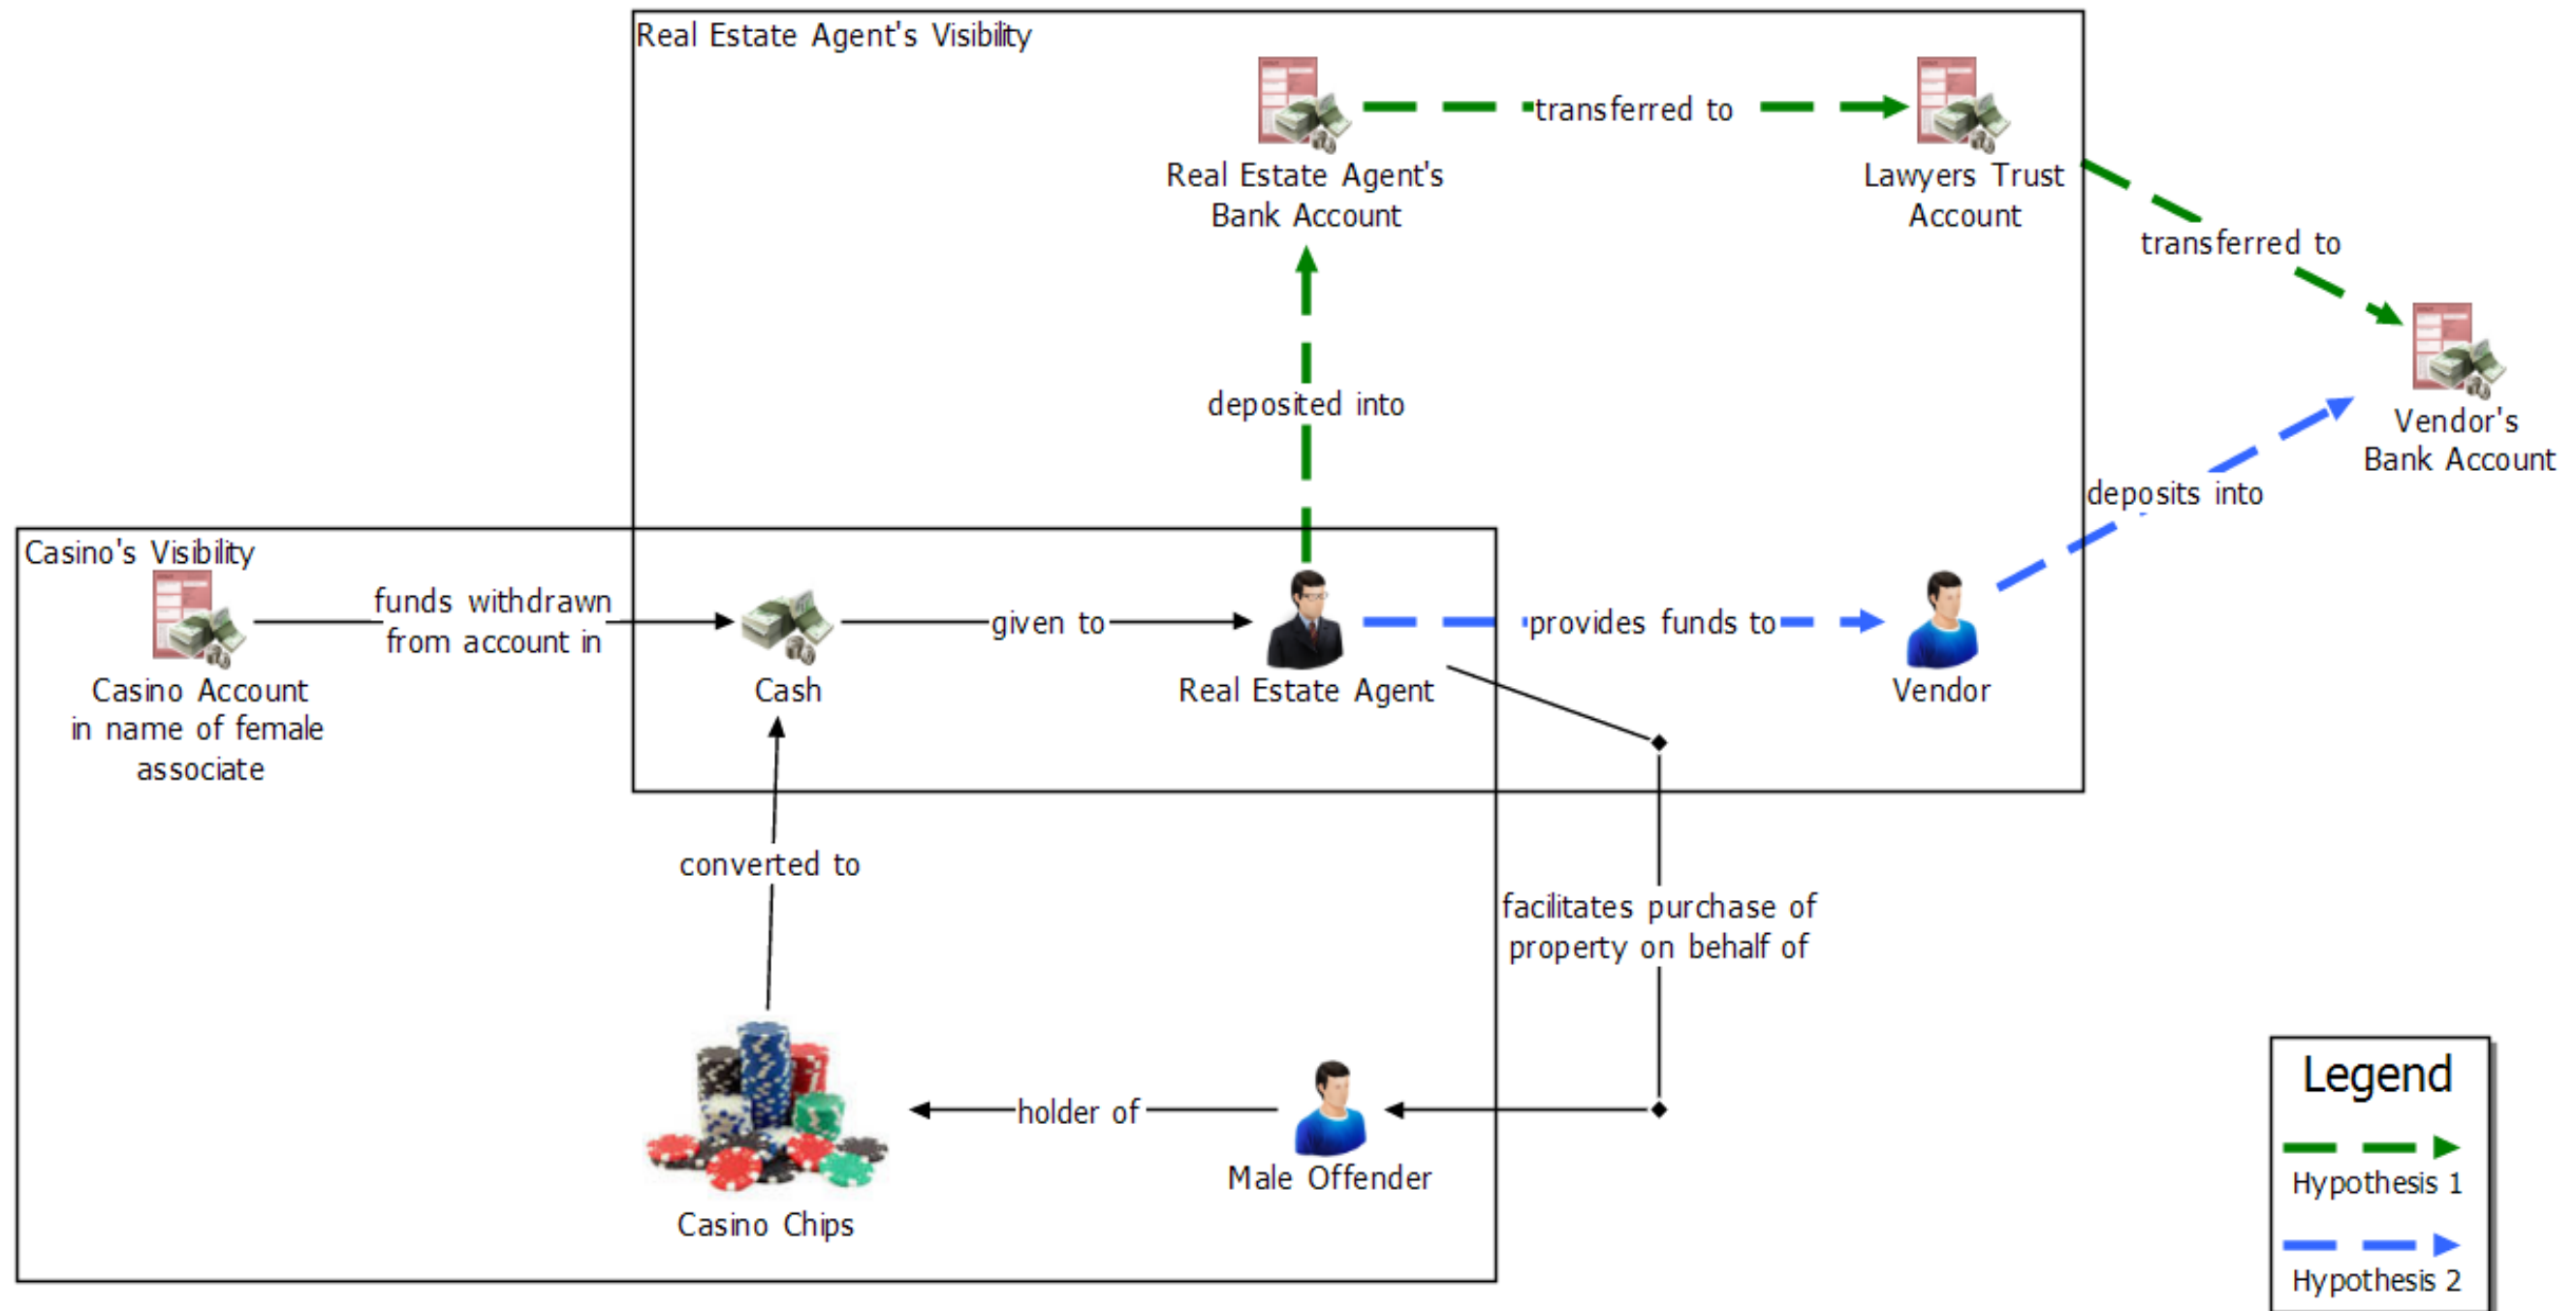 Real Estate Agent's Visibility
transferred to
Real Estate Agent's
Bank Account
Lawyers Trust
Account
transferred to
deposited into
Vendor's
Bank Account
deposits into
Casino's Visibility
funds withdrawn
from account in
given to
provides funds to
Casino Account
in name of female
associate
Cash
Real Estate Agent
Vendor
converted to
facilitates purchase of
property on behalf of
holder of
Male Offender
Casino Chips
Legend
Hypothesis 1
Hypothesis 2